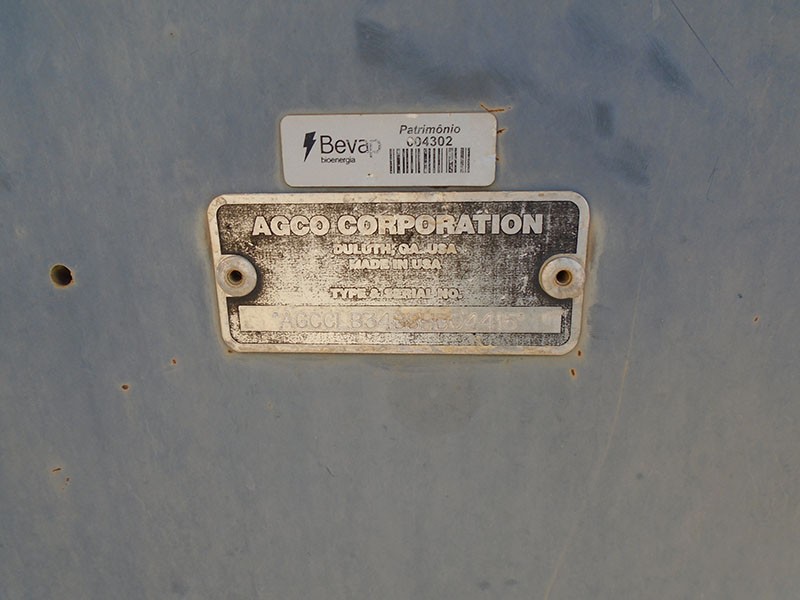 Bevap
bioenergia
Patrimônio
004302
AGCO CORPORATION
DULUTH, GA. USA
MADE IN USA
TYPE & SERIAL NO.